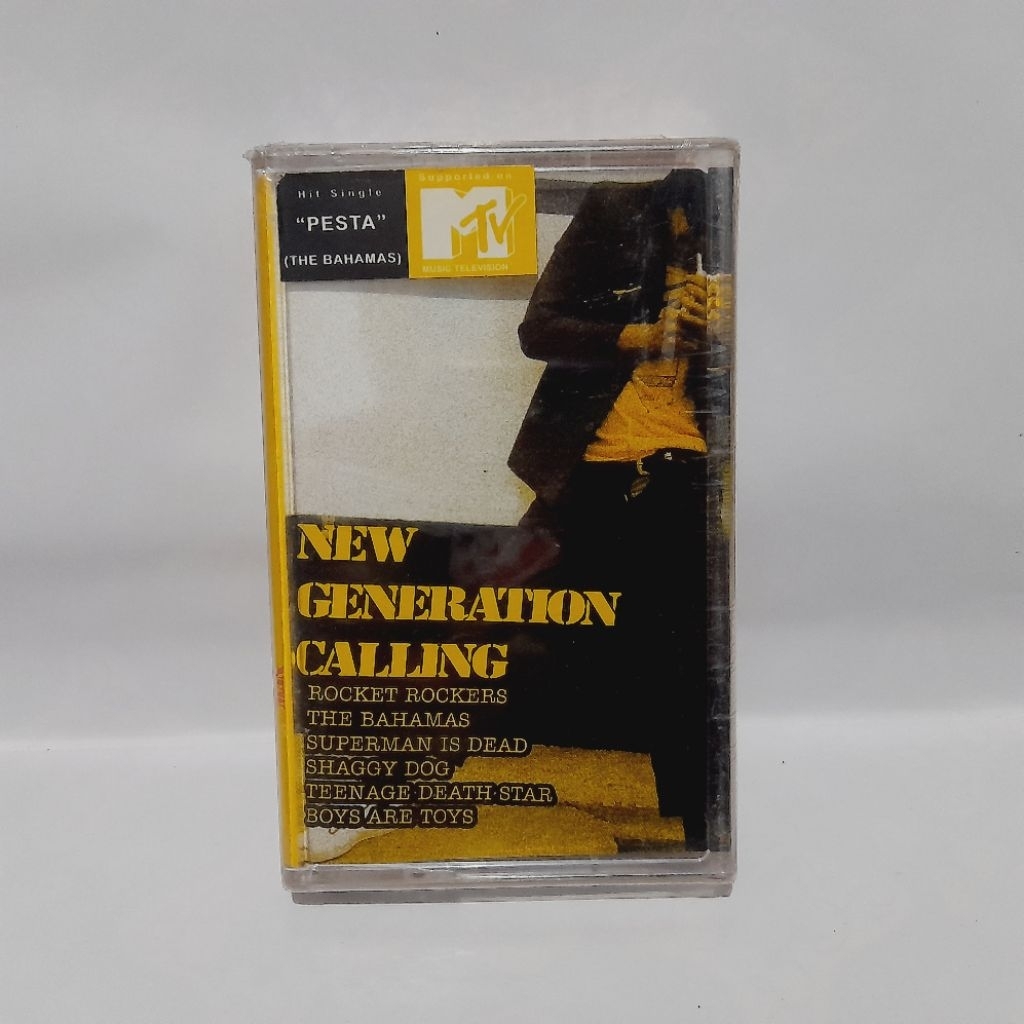 Hit Single
"PESTA"
(THE BAHAMAS)
Supported on
MTV
MUSIC TELEVISION
NEW
GENERATION
CALLING
ROCKET ROCKERS
THE BAHAMAS
SUPERMAN IS DEAD
SHAGGY DOG
TEENAGE DEATH STAR
BOYS ARE TOYS